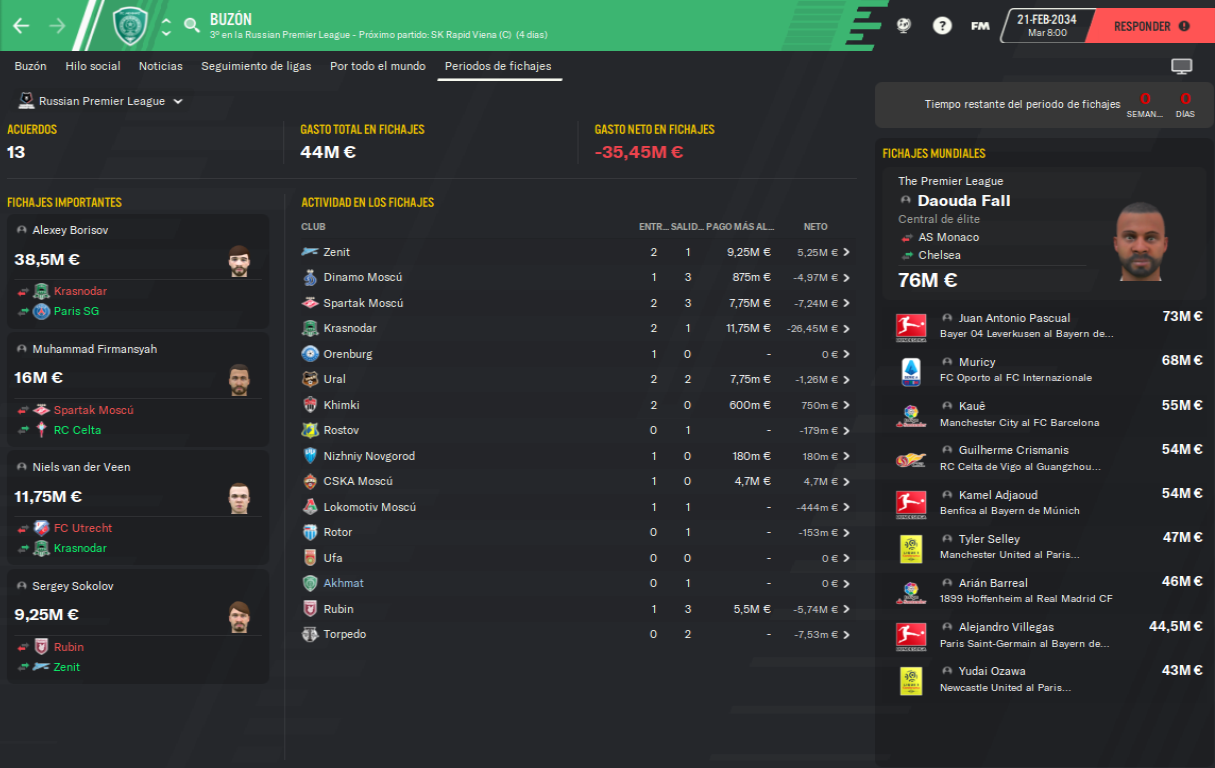 BUZÓN
3º en la Russian Premier League - Próximo partido: SK Rapid Viena (C) (4 días)
?
FM
21-FEB-2034
Mar 8:00
RESPONDER
Buzón Hilo social Noticias Seguimiento de ligas Por todo el mundo Periodos de fichajes
Russian Premier League
Tiempo restante del periodo de fichajes
0
SEMAN...
0
DÍAS
ACUERDOS
13
GASTO TOTAL EN FICHAJES
44M €
GASTO NETO EN FICHAJES
-35,45M €
FICHAJES IMPORTANTES
Alexey Borisov
38,5M €
Krasnodar
Paris SG
Muhammad Firmansyah
16M €
Spartak Moscú
RC Celta
Niels van der Veen
11,75M €
FC Utrecht
Krasnodar
Sergey Sokolov
9,25M €
Rubin
Zenit
ACTIVIDAD EN LOS FICHAJES
CLUB ENTR... SALID... PAGO MÁS AL... NETO
Zenit 2 1 9,25M € 5,25M €
Dinamo Moscú 1 3 875m € -4,97M €
Spartak Moscú 2 3 7,75M € -7,24M €
Krasnodar 2 1 11,75M € -26,45M €
Orenburg 1 0 - 0 €
Ural 2 2 7,75m € -1,26M €
Khimki 2 0 600m € 750m €
Rostov 0 1 - -179m €
Nizhniy Novgorod 1 0 180m € 180m €
CSKA Moscú 1 0 4,7M € 4,7M €
Lokomotiv Moscú 1 1 - -444m €
Rotor 0 1 - -153m €
Ufa 0 0 - 0 €
Akhmat 0 1 - 0 €
Rubin 1 3 5,5M € -5,74M €
Torpedo 0 2 - -7,53m €
FICHAJES MUNDIALES
The Premier League
Daouda Fall
Central de élite
AS Monaco
Chelsea
76M €
Juan Antonio Pascual 73M €
Bayer 04 Leverkusen al Bayern de...
Muricy 68M €
FC Oporto al FC Internazionale
Kauê 55M €
Manchester City al FC Barcelona
Guilherme Crismanis 54M €
RC Celta de Vigo al Guangzhou...
Kamel Adjaoud 54M €
Benfica al Bayern de Múnich
Tyler Selley 47M €
Manchester United al Paris...
Arián Barreal 46M €
1899 Hoffenheim al Real Madrid CF
Alejandro Villegas 44,5M €
Paris Saint-Germain al Bayern de...
Yudai Ozawa 43M €
Newcastle United al Paris...